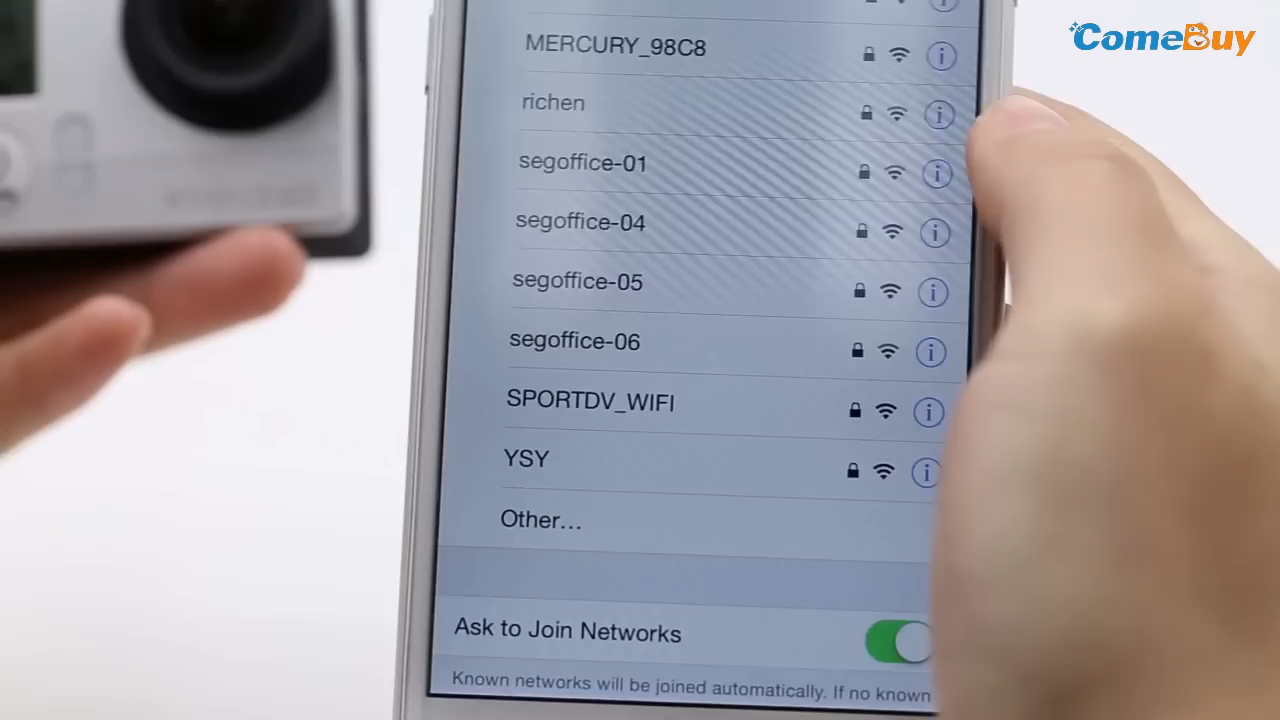 ComeBuy
MERCURY_98C8
richen
segoffice-01
segoffice-04
segoffice-05
segoffice-06
SPORTDV_WIFI
YSY
Other...
Ask to Join Networks
Known networks will be joined automatically. If no known